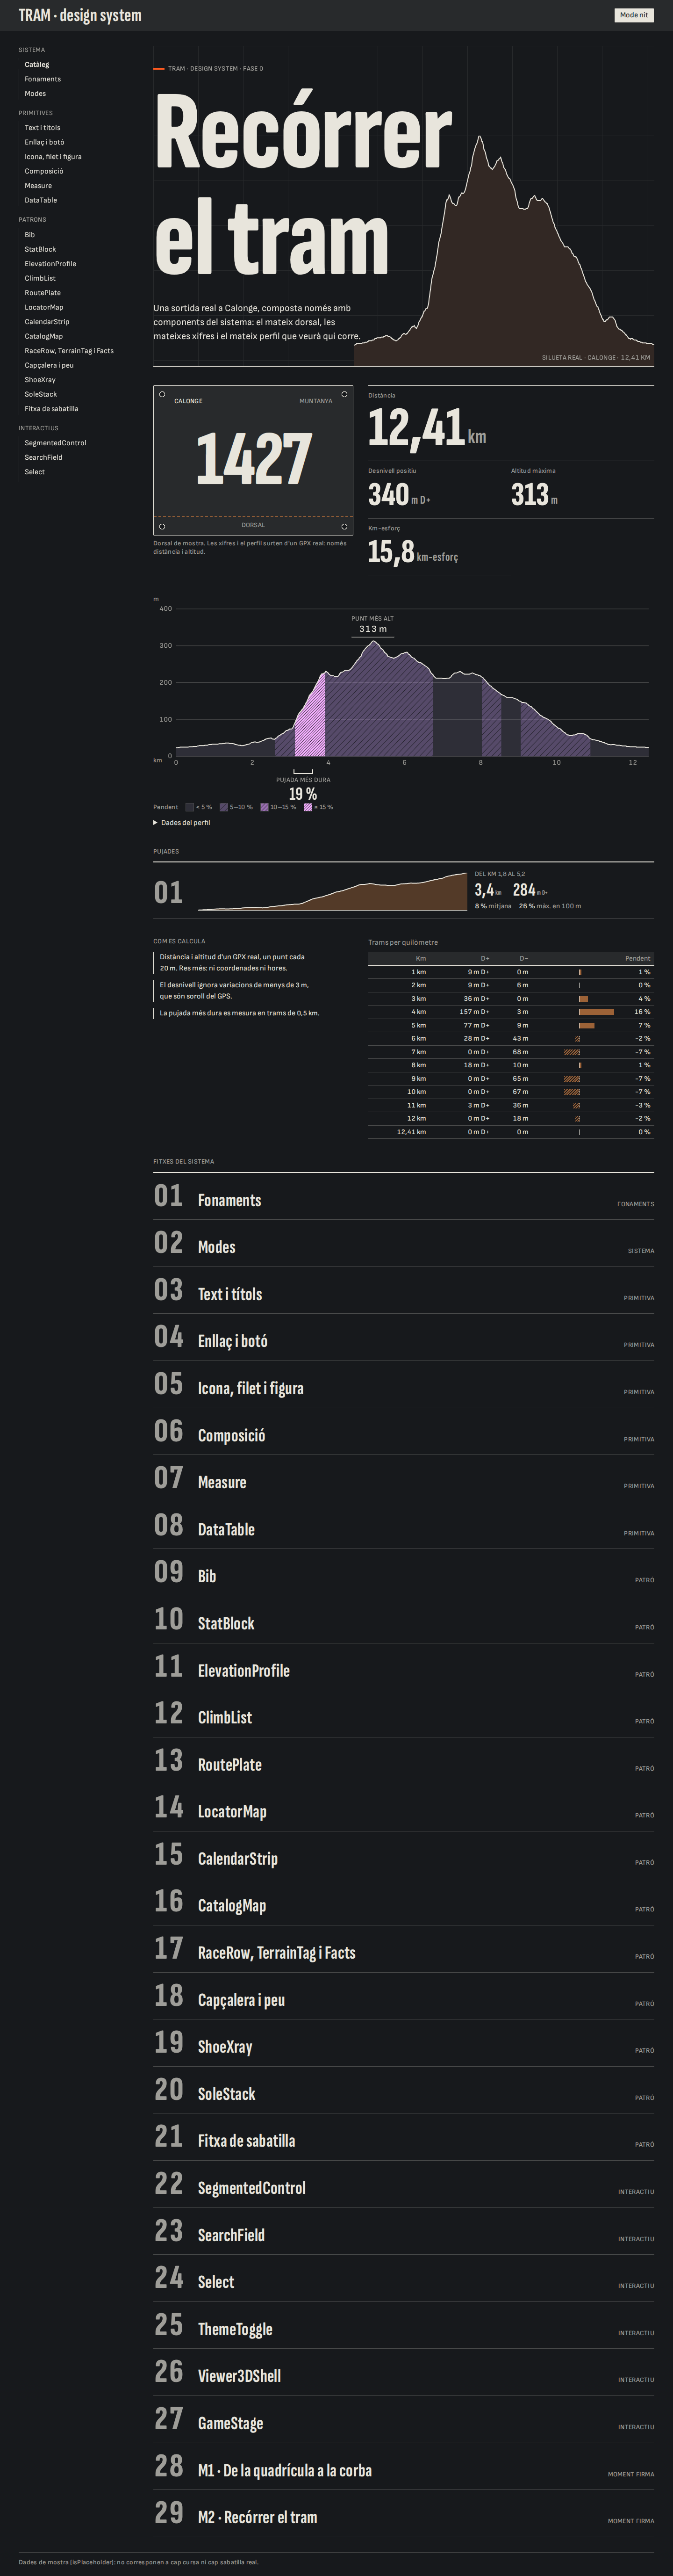 TRAM · design system
Mode nit
SISTEMA
Catàleg
Fonaments
Modes
PRIMITIVES
Text i títols
Enllaç i botó
Icona, filet i figura
Composició
Measure
DataTable
PATRONS
Bib
StatBlock
ElevationProfile
ClimbList
RoutePlate
LocatorMap
CalendarStrip
CatalogMap
RaceRow, TerrainTag i Facts
Capçalera i peu
ShoeXray
SoleStack
Fitxa de sabatilla
INTERACTIUS
SegmentedControl
SearchField
Select
TRAM · DESIGN SYSTEM · FASE 0
Recórrer
el tram
Una sortida real a Calonge, composta només amb
components del sistema: el mateix dorsal, les
mateixes xifres i el mateix perfil que veurà qui corre.
SILUETA REAL · CALONGE · 12,41 KM
CALONGE
MUNTANYA
1427
DORSAL
Dorsal de mostra. Les xifres i el perfil surten d'un GPX real: només
distància i altitud.
Distància
12,41 km
Desnivell positiu
340 m D+
Altitud màxima
313 m
Km-esforç
15,8 km-esforç
m
400
300
200
100
0
PUNT MÉS ALT
313 m
km
0 2 4 6 8 10 12
PUJADA MÉS DURA
19 %
Pendent < 5 % 5–10 % 10–15 % ≥ 15 %
Dades del perfil
PUJADES
01
DEL KM 1,8 AL 5,2
3,4 km 284 m D+
8 % mitjana 26 % màx. en 100 m
COM ES CALCULA
Distància i altitud d'un GPX real, un punt cada
20 m. Res més: ni coordenades ni hores.
El desnivell ignora variacions de menys de 3 m,
que són soroll del GPS.
La pujada més dura es mesura en trams de 0,5 km.
Trams per quilòmetre
Km D+ D− Pendent
1 km 9 m D+ 0 m 1 %
2 km 9 m D+ 6 m 0 %
3 km 36 m D+ 0 m 4 %
4 km 157 m D+ 3 m 16 %
5 km 77 m D+ 9 m 7 %
6 km 28 m D+ 43 m -2 %
7 km 0 m D+ 68 m -7 %
8 km 18 m D+ 10 m 1 %
9 km 0 m D+ 65 m -7 %
10 km 0 m D+ 67 m -7 %
11 km 3 m D+ 36 m -3 %
12 km 0 m D+ 18 m -2 %
12,41 km 0 m D+ 0 m 0 %
FITXES DEL SISTEMA
01 Fonaments FONAMENTS
02 Modes SISTEMA
03 Text i títols PRIMITIVA
04 Enllaç i botó PRIMITIVA
05 Icona, filet i figura PRIMITIVA
06 Composició PRIMITIVA
07 Measure PRIMITIVA
08 DataTable PRIMITIVA
09 Bib PATRÓ
10 StatBlock PATRÓ
11 ElevationProfile PATRÓ
12 ClimbList PATRÓ
13 RoutePlate PATRÓ
14 LocatorMap PATRÓ
15 CalendarStrip PATRÓ
16 CatalogMap PATRÓ
17 RaceRow, TerrainTag i Facts PATRÓ
18 Capçalera i peu PATRÓ
19 ShoeXray PATRÓ
20 SoleStack PATRÓ
21 Fitxa de sabatilla PATRÓ
22 SegmentedControl INTERACTIU
23 SearchField INTERACTIU
24 Select INTERACTIU
25 ThemeToggle INTERACTIU
26 Viewer3DShell INTERACTIU
27 GameStage INTERACTIU
28 M1 · De la quadrícula a la corba MOMENT FIRMA
29 M2 · Recórrer el tram MOMENT FIRMA
Dades de mostra (isPlaceholder): no corresponen a cap cursa ni cap sabatilla real.